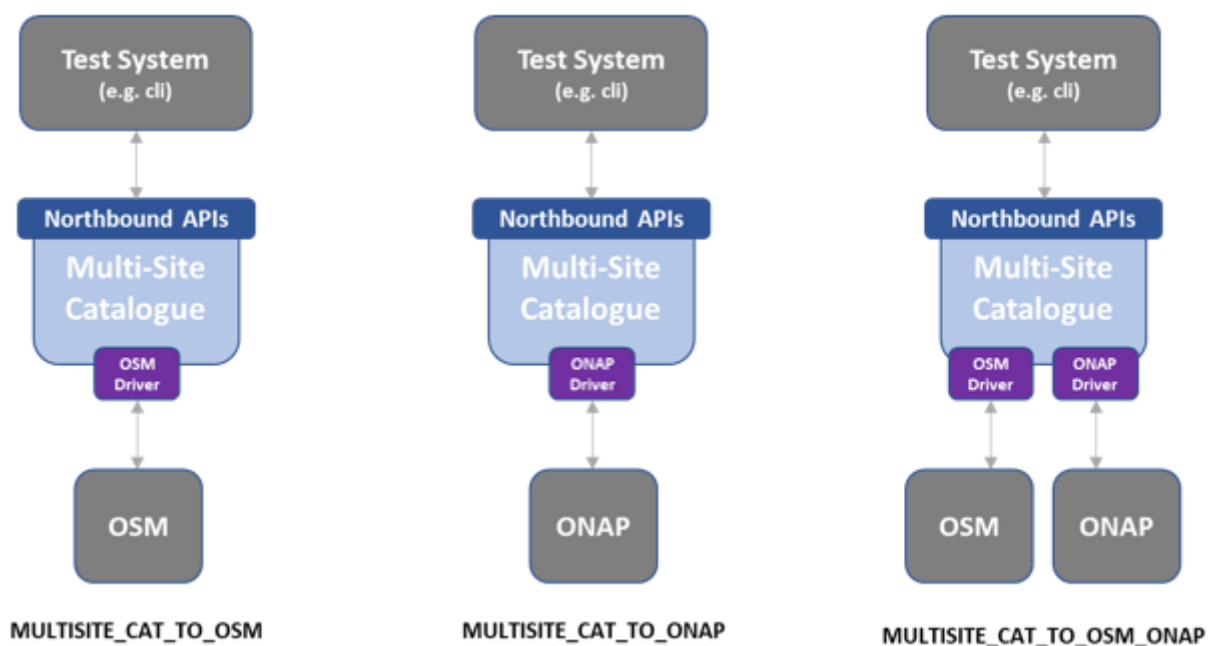 Test System
(e.g. cli)
Northbound APIs
Multi-Site
Catalogue
OSM
Driver
OSM
MULTISITE_CAT_TO_OSM
Test System
(e.g. cli)
Northbound APIs
Multi-Site
Catalogue
ONAP
Driver
ONAP
MULTISITE_CAT_TO_ONAP
Test System
(e.g. cli)
Northbound APIs
Multi-Site
Catalogue
OSM
Driver
ONAP
Driver
OSM
ONAP
MULTISITE_CAT_TO_OSM_ONAP